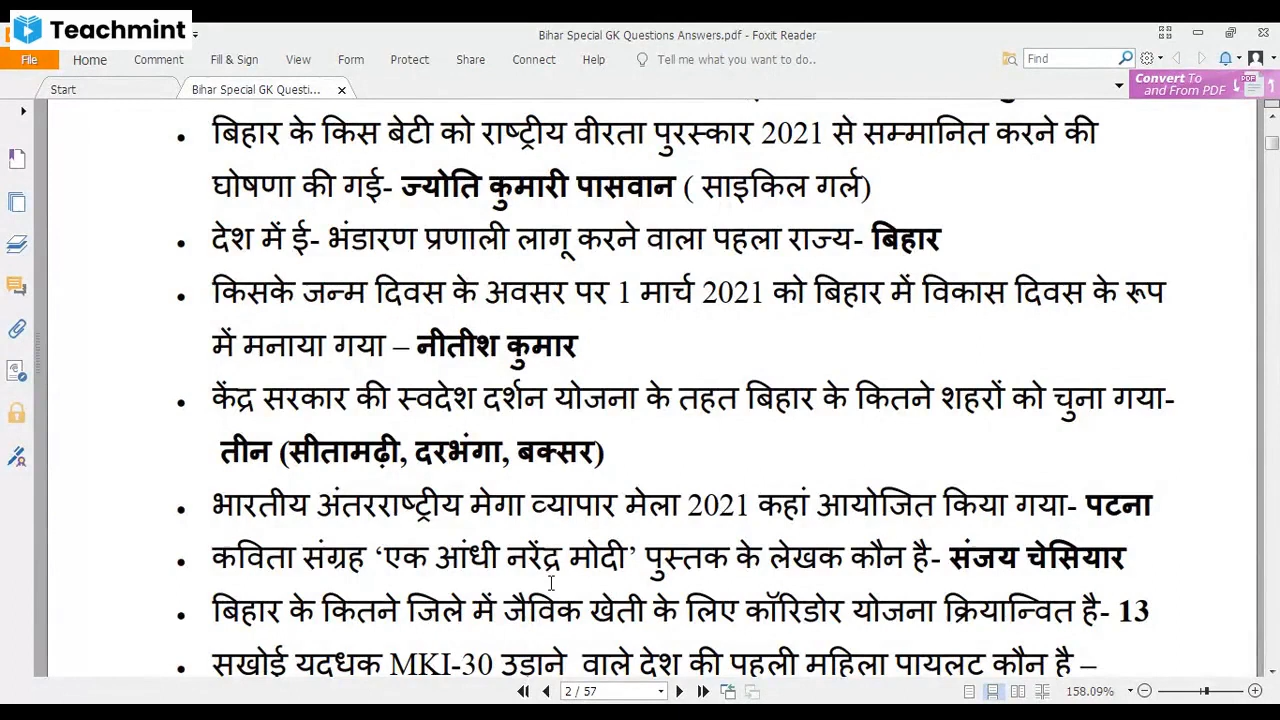 Teachmint
Bihar Special GK Questions Answers.pdf - Foxit Reader
File Home Comment Fill & Sign View Form Protect Share Connect Help Tell me what you want to do.. Find
Start Bihar Special GK Questi... Convert To
and From PDF
बिहार के किस बेटी को राष्ट्रीय वीरता पुरस्कार 2021 से सम्मानित करने की
घोषणा की गई- ज्योति कुमारी पासवान ( साइकिल गर्ल)
देश में ई- भंडारण प्रणाली लागू करने वाला पहला राज्य- बिहार
किसके जन्म दिवस के अवसर पर 1 मार्च 2021 को बिहार में विकास दिवस के रूप
में मनाया गया – नीतीश कुमार
केंद्र सरकार की स्वदेश दर्शन योजना के तहत बिहार के कितने शहरों को चुना गया-
तीन (सीतामढ़ी, दरभंगा, बक्सर)
भारतीय अंतरराष्ट्रीय मेगा व्यापार मेला 2021 कहां आयोजित किया गया- पटना
कविता संग्रह ‘एक आंधी नरेंद्र मोदी’ पुस्तक के लेखक कौन है- संजय चेसियार
बिहार के कितने जिले में जैविक खेती के लिए कॉरिडोर योजना क्रियान्वित है- 13
MKI-30 उड़ाने वाले देश की पहली महिला पायलट कौन है –
2 / 57 158.09%